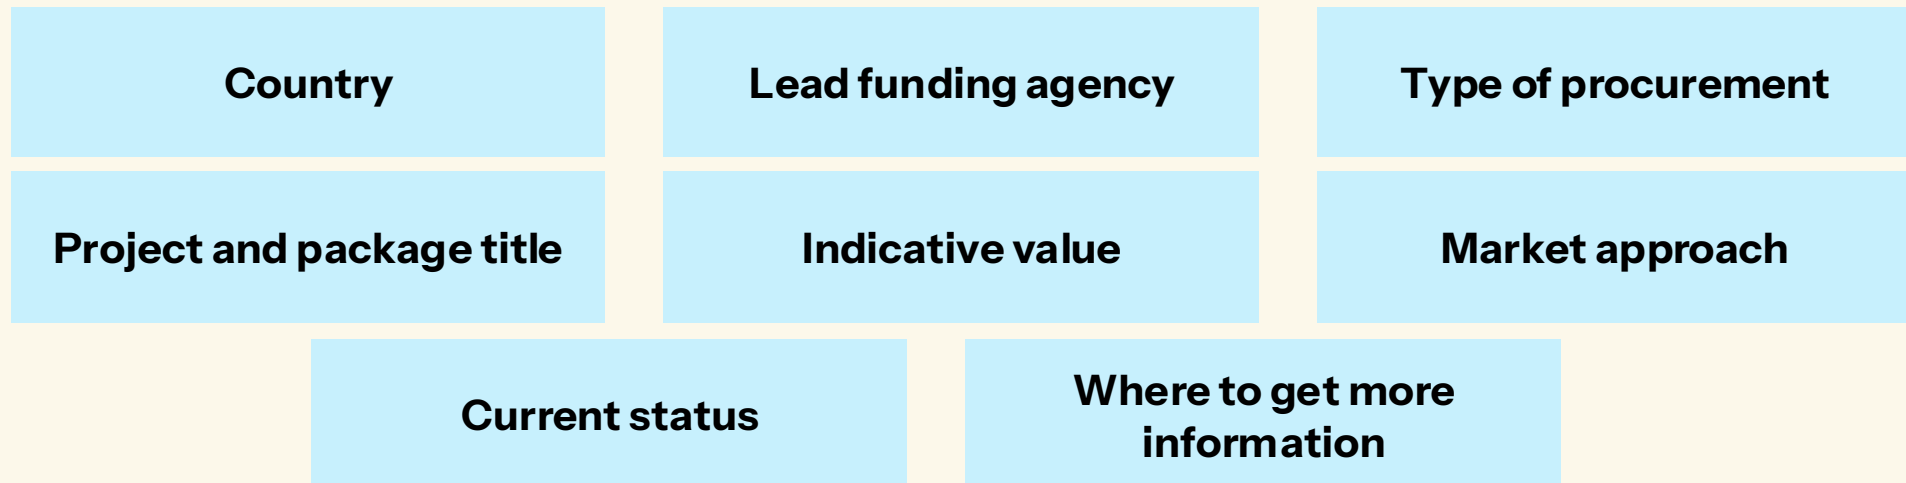 Country
Lead funding agency
Type of procurement
Project and package title
Indicative value
Market approach
Current status
Where to get more
information